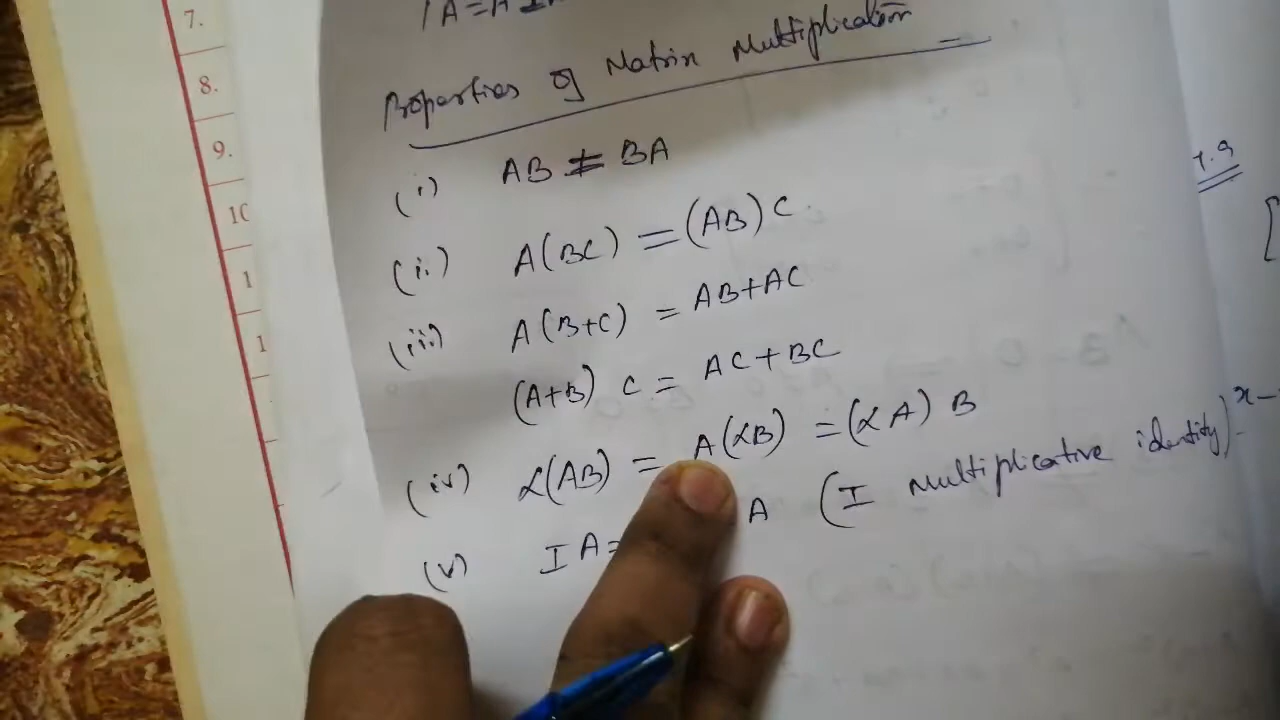 7.
8.
9.
10
1
1
Properties of Matrix Multiplication -
(i) AB ≠ BA
(ii) A(BC) = (AB) C.
(iii) A(B+C) = AB+AC
(A+B) C = AC+BC
(iv) α(AB) = A(αB) = (αA) B
(v) IA= A (I Multiplicative identity)